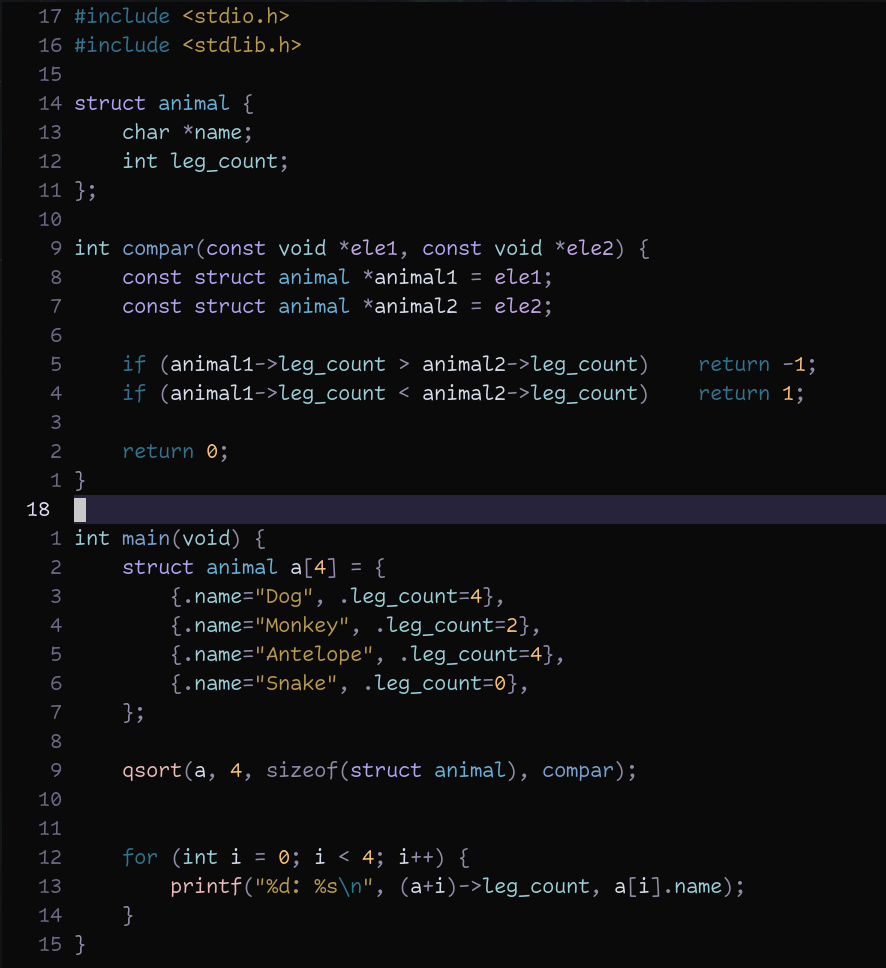 17 #include <stdio.h>
16 #include <stdlib.h>
15
14 struct animal {
13     char *name;
12     int leg_count;
11 };
10
9 int compar(const void *ele1, const void *ele2) {
8     const struct animal *animal1 = ele1;
7     const struct animal *animal2 = ele2;
6
5     if (animal1->leg_count > animal2->leg_count)    return -1;
4     if (animal1->leg_count < animal2->leg_count)    return 1;
3
2     return 0;
1 }
18
1 int main(void) {
2     struct animal a[4] = {
3         {.name="Dog", .leg_count=4},
4         {.name="Monkey", .leg_count=2},
5         {.name="Antelope", .leg_count=4},
6         {.name="Snake", .leg_count=0},
7     };
8
9     qsort(a, 4, sizeof(struct animal), compar);
10
11
12     for (int i = 0; i < 4; i++) {
13         printf("%d: %s\n", (a+i)->leg_count, a[i].name);
14     }
15 }